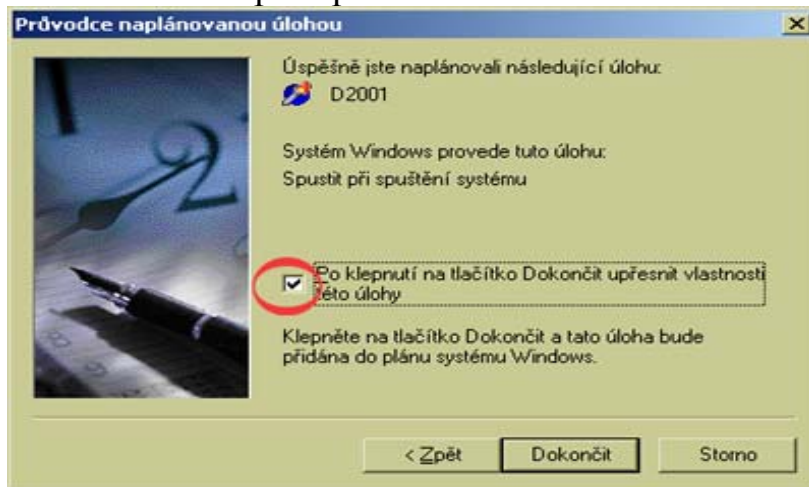 Průvodce naplánovanou úlohou
Úspěšně jste naplánovali následující úlohu:
D2001
Systém Windows provede tuto úlohu:
Spustit při spuštění systému
Po klepnutí na tlačítko Dokončit upřesnit vlastnosti
této úlohy
Klepněte na tlačítko Dokončit a tato úloha bude
přidána do plánu systému Windows.
< Zpět
Dokončit
Storno